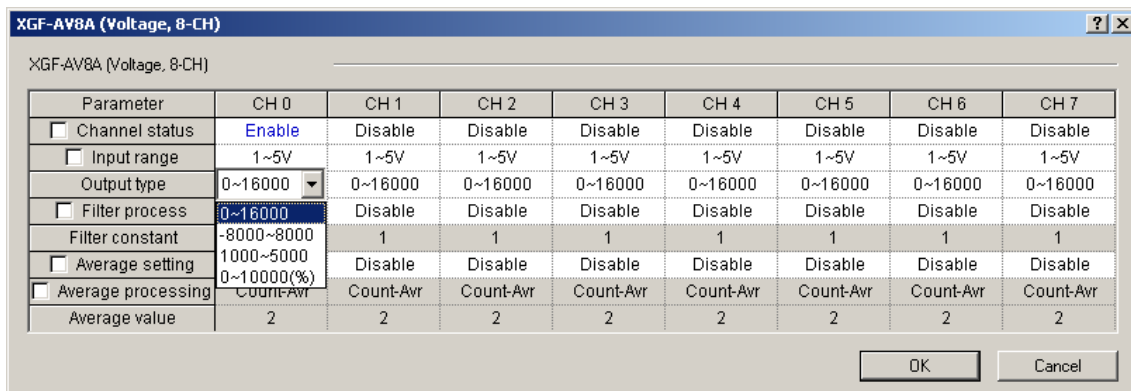 XGF-AV8A (Voltage, 8-CH)
XGF-AV8A (Voltage, 8-CH)
Parameter CH 0 CH 1 CH 2 CH 3 CH 4 CH 5 CH 6 CH 7
Channel status Enable Disable Disable Disable Disable Disable Disable Disable
Input range 1~5V 1~5V 1~5V 1~5V 1~5V 1~5V 1~5V 1~5V
Output type 0~16000 0~16000 0~16000 0~16000 0~16000 0~16000 0~16000 0~16000
Filter process 0~16000 Disable Disable Disable Disable Disable Disable Disable
Filter constant -8000~8000 1 1 1 1 1 1 1
1000~5000
Average setting Disable Disable Disable Disable Disable Disable Disable
0~10000(%)
Average processing Count-Avr Count-Avr Count-Avr Count-Avr Count-Avr Count-Avr Count-Avr Count-Avr
Average value 2 2 2 2 2 2 2 2
OK Cancel